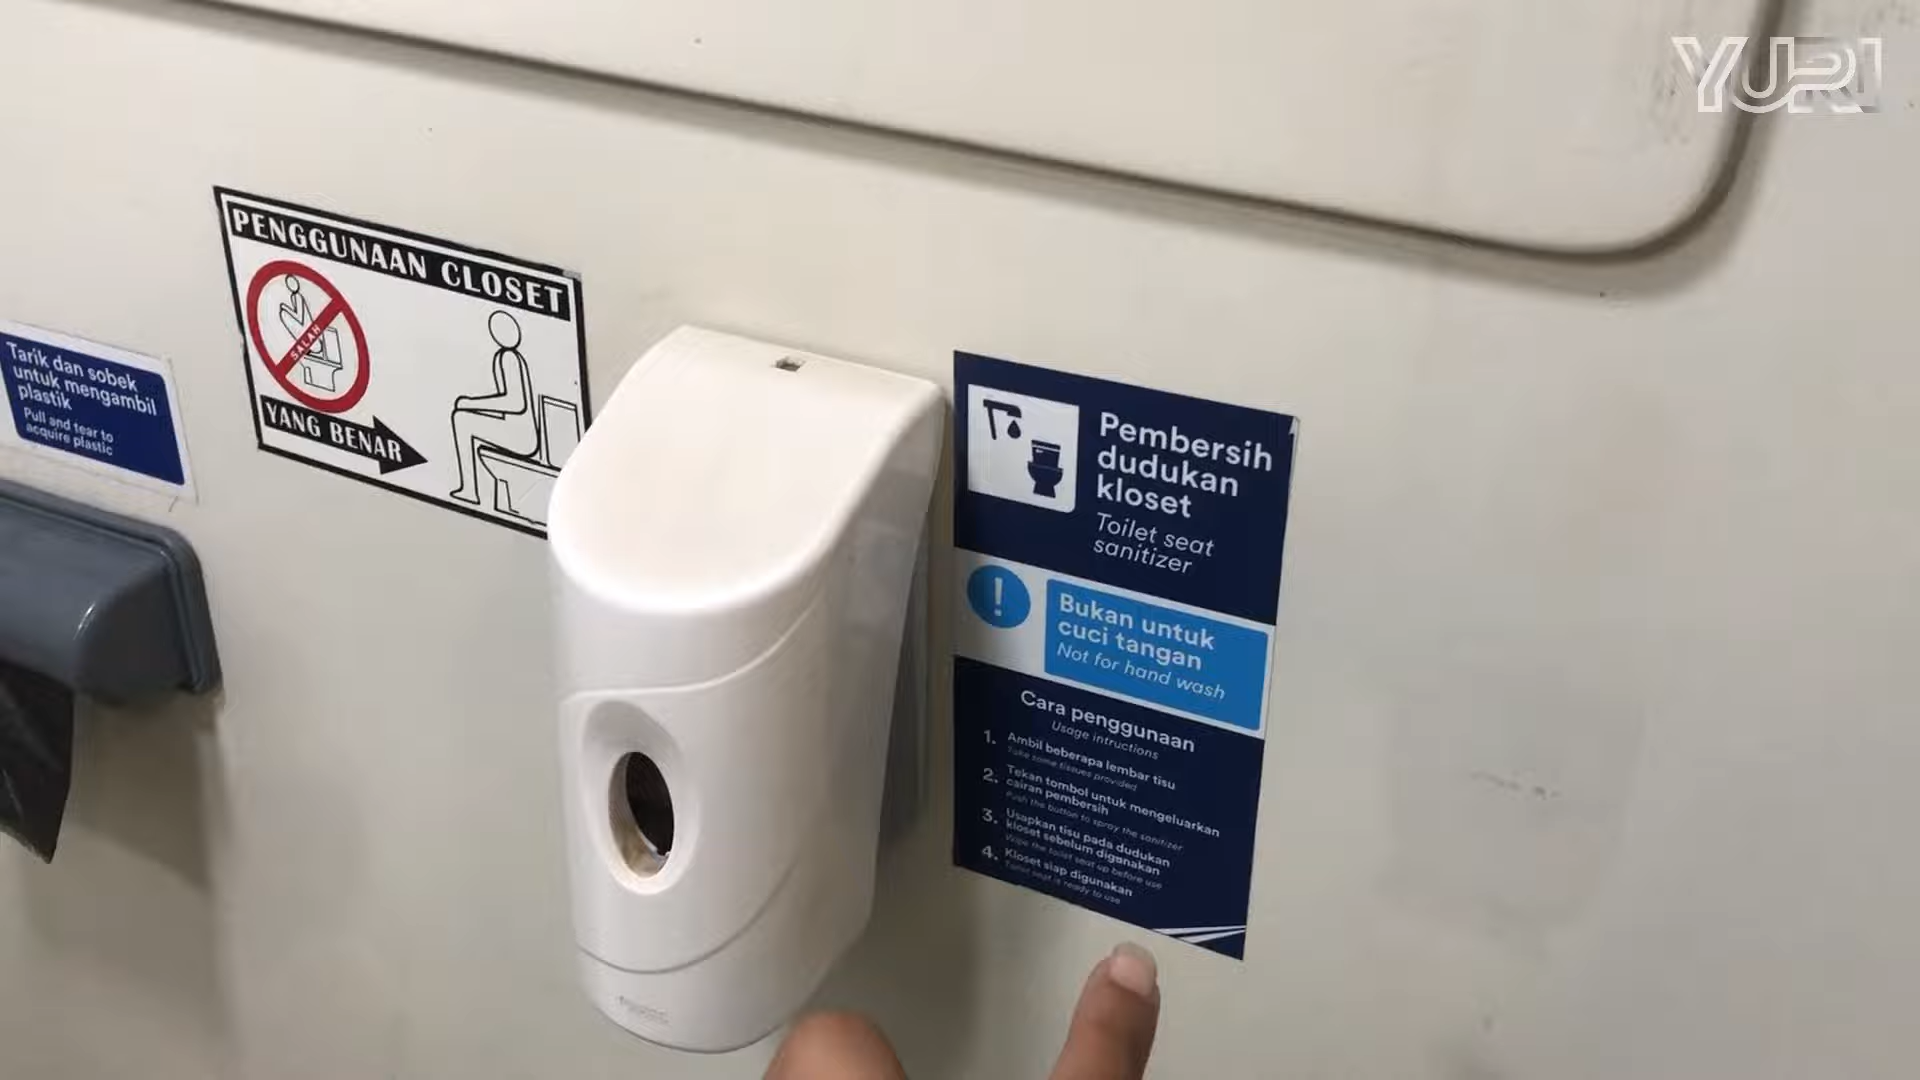 YURI
PENGGUNAAN CLOSET
SALAH
YANG BENAR
Tarik dan sobek
untuk mengambil
plastik
Pull and tear to
acquire plastic
Pembersih
dudukan
kloset
Toilet seat
sanitizer
!
Bukan untuk
cuci tangan
Not for hand wash
Cara penggunaan
Usage intructions
1. Ambil beberapa lembar tisu
Take some tissues provided
2. Tekan tombol untuk mengeluarkan
cairan pembersih
Push the button to spray the sanitizer
3. Usapkan tisu pada dudukan
kloset sebelum digunakan
Wipe the toilet seat up before use
4. Kloset siap digunakan
Toilet seat is ready to use